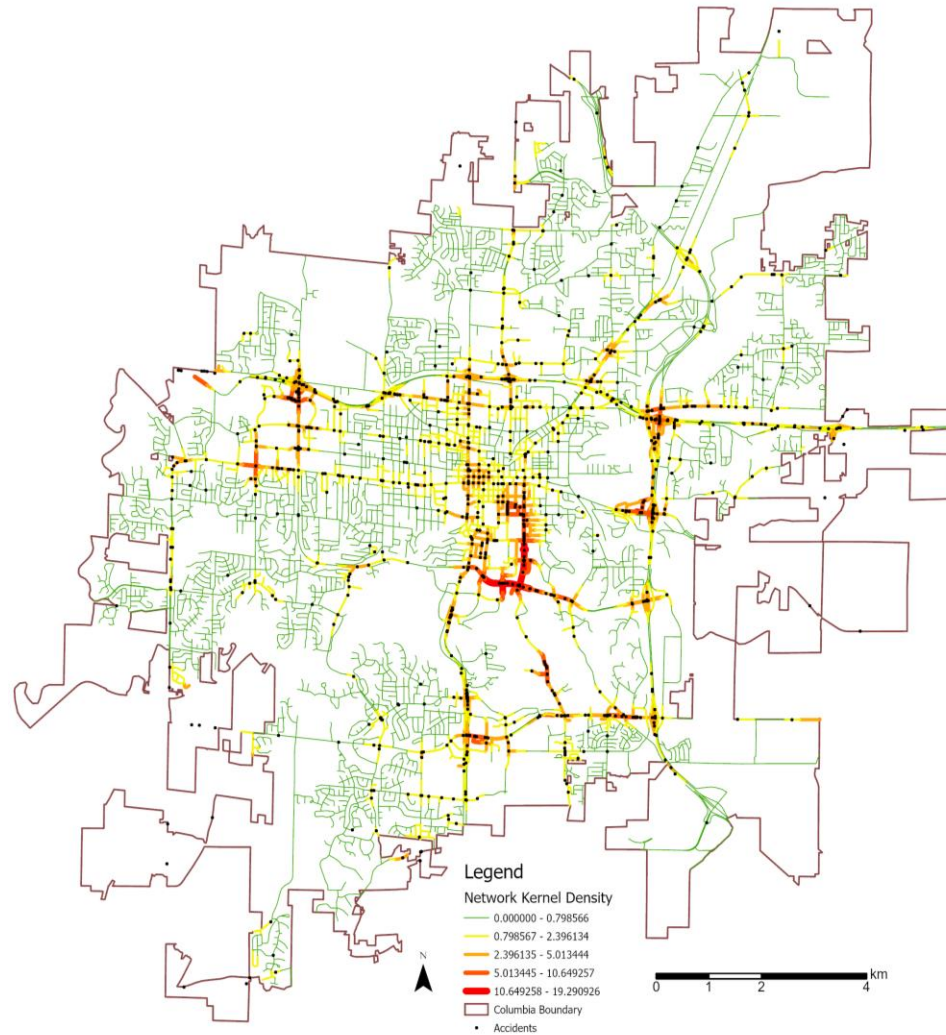 Legend
Network Kernel Density
0.000000 - 0.798566
0.798567 - 2.396134
2.396135 - 5.013444
5.013445 - 10.649257
10.649258 - 19.290926
Columbia Boundary
Accidents
N
km
0 1 2 4